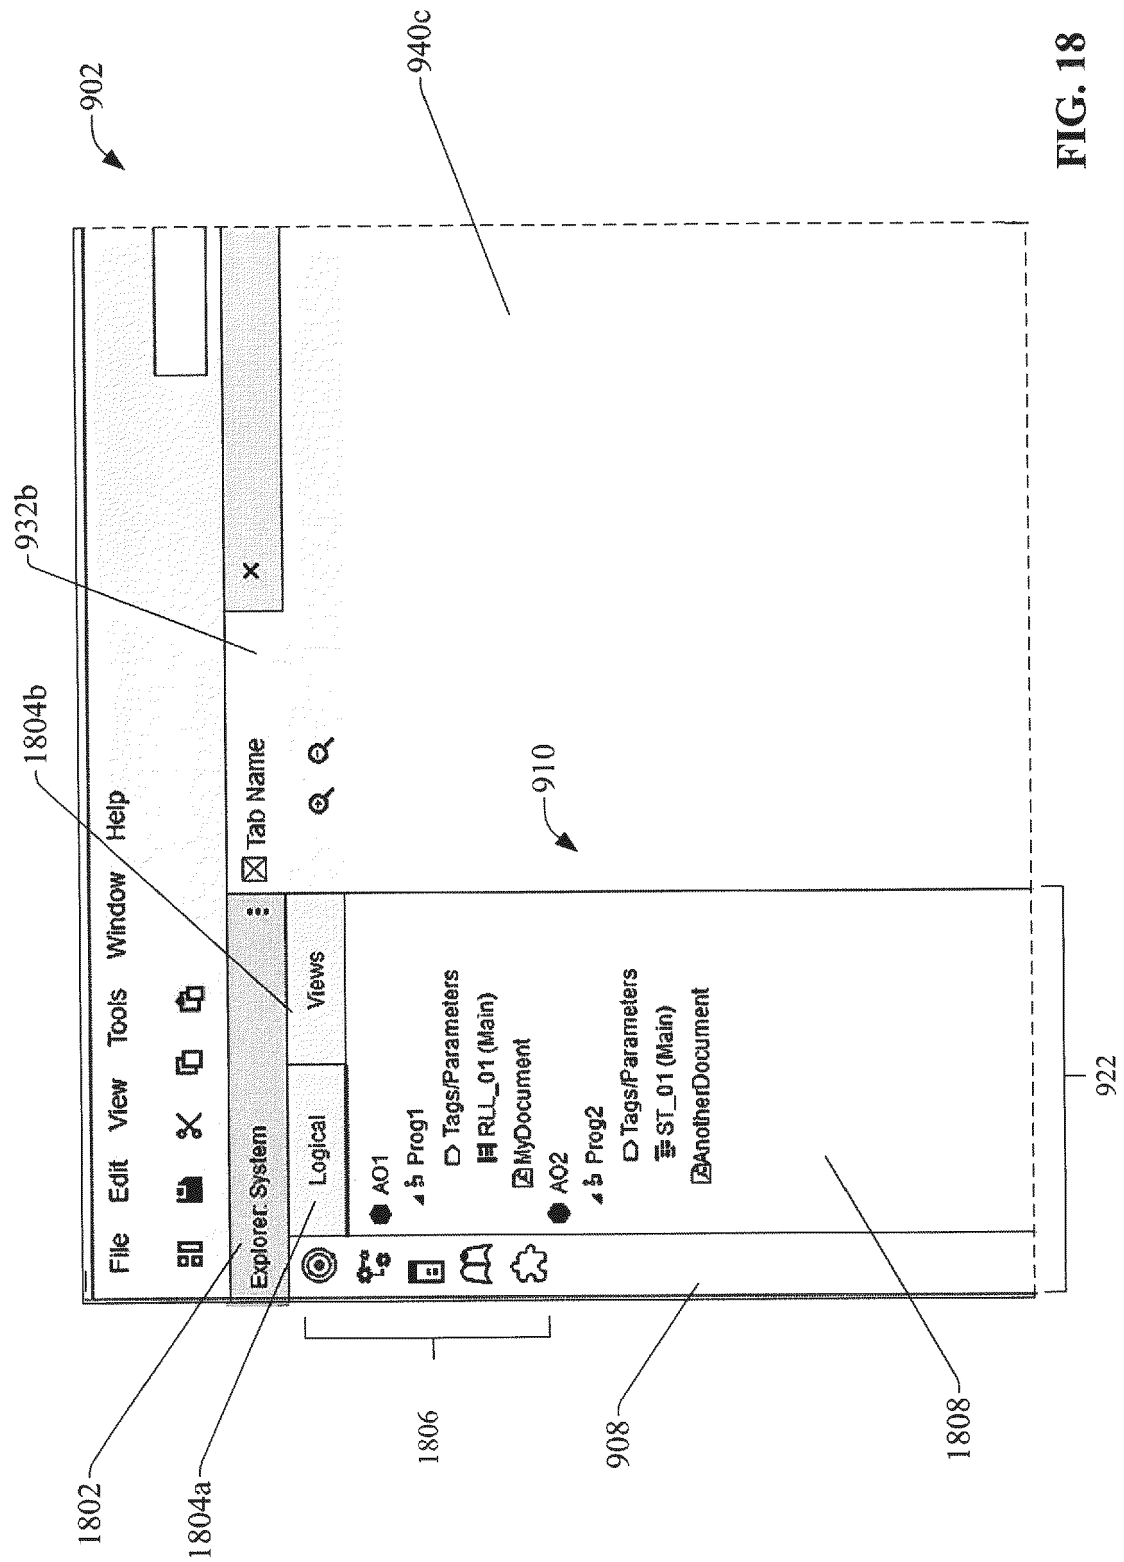 902
940c
932b
1804b
File Edit View Tools Window Help
Explorer: System
Tab Name
×
Logical
Views
AO1
Prog1
Tags/Parameters
RLL_01 (Main)
MyDocument
AO2
Prog2
Tags/Parameters
ST_01 (Main)
AnotherDocument
910
1802
1804a
1806
908
1808
922
FIG. 18